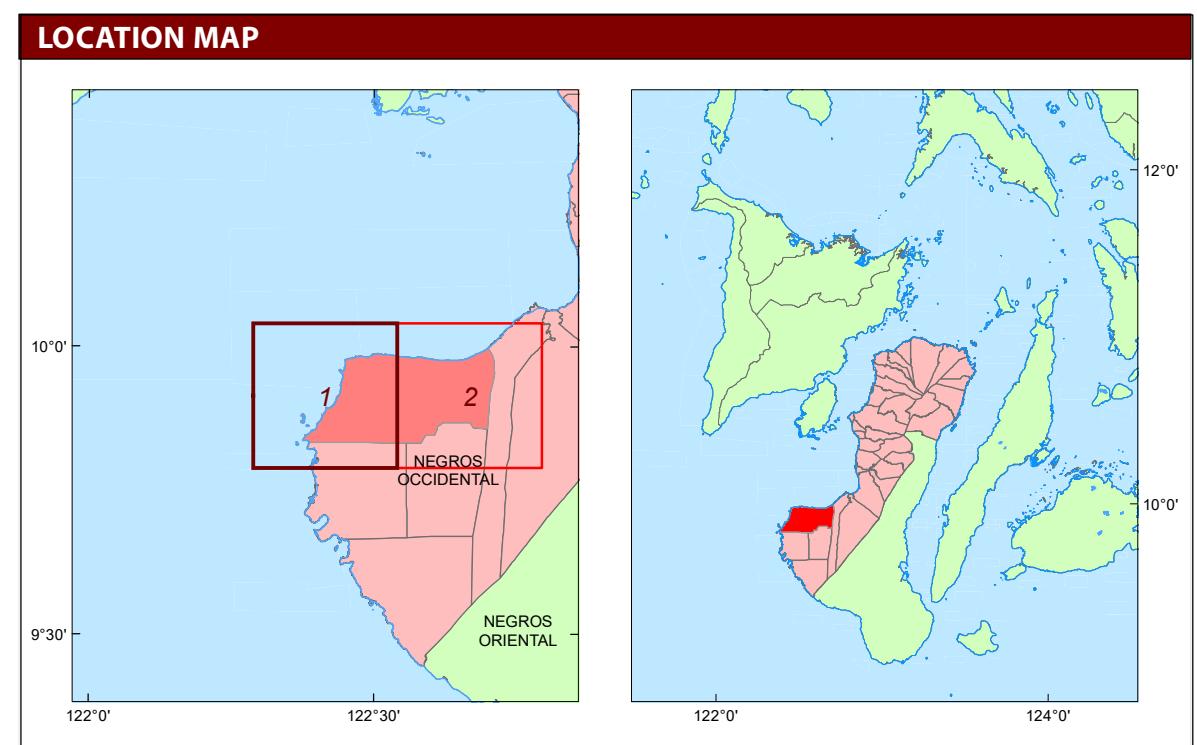 LOCATION MAP
10°0'
9°30'
122°0'
122°30'
1
2
NEGROS
OCCIDENTAL
NEGROS
ORIENTAL
12°0'
10°0'
122°0'
124°0'